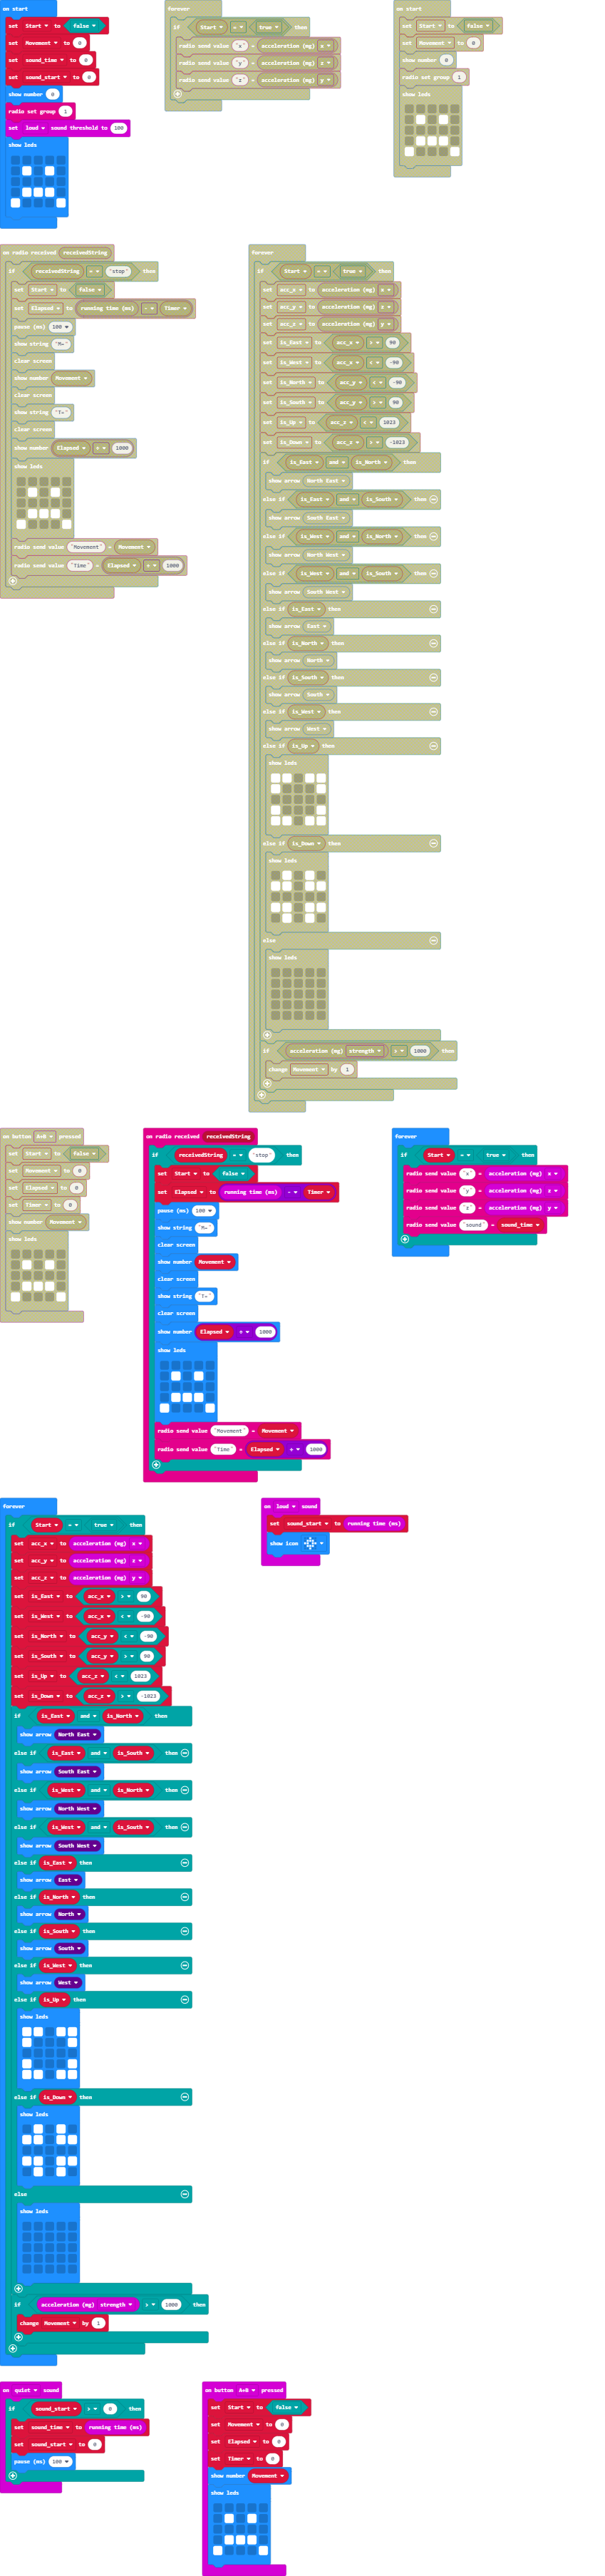 on start
set Start to false
set Movement to 0
set sound_time to 0
set sound_start to 0
show number 0
radio set group 1
set loud sound threshold to 100
show leds
forever
if Start = true then
radio send value "x" = acceleration (mg) x
radio send value "y" = acceleration (mg) z
radio send value "z" = acceleration (mg) y
on start
set Start to false
set Movement to 0
show number 0
radio set group 1
show leds
on radio received receivedString
if receivedString = "stop" then
set Start to false
set Elapsed to running time (ms) - Timer
pause (ms) 100
show string "M="
clear screen
show number Movement
clear screen
show string "T="
clear screen
show number Elapsed ÷ 1000
show leds
radio send value "Movement" = Movement
radio send value "Time" = Elapsed ÷ 1000
forever
if Start = true then
set acc_x to acceleration (mg) x
set acc_y to acceleration (mg) z
set acc_z to acceleration (mg) y
set is_East to acc_x > 90
set is_West to acc_x < -90
set is_North to acc_y < -90
set is_South to acc_y > 90
set is_Up to acc_z < 1023
set is_Down to acc_z > -1023
if is_East and is_North then
show arrow North East
else if is_East and is_South then
show arrow South East
else if is_West and is_North then
show arrow North West
else if is_West and is_South then
show arrow South West
else if is_East then
show arrow East
else if is_North then
show arrow North
else if is_South then
show arrow South
else if is_West then
show arrow West
else if is_Up then
show leds
else if is_Down then
show leds
else
show leds
if acceleration (mg) strength > 1000 then
change Movement by 1
on button A+B pressed
set Start to false
set Movement to 0
set Elapsed to 0
set Timer to 0
show number Movement
show leds
on radio received receivedString
if receivedString = "stop" then
set Start to false
set Elapsed to running time (ms) - Timer
pause (ms) 100
show string "M="
clear screen
show number Movement
clear screen
show string "T="
clear screen
show number Elapsed ÷ 1000
show leds
radio send value "Movement" = Movement
radio send value "Time" = Elapsed ÷ 1000
forever
if Start = true then
radio send value "x" = acceleration (mg) x
radio send value "y" = acceleration (mg) z
radio send value "z" = acceleration (mg) y
radio send value "sound" = sound_time
forever
if Start = true then
set acc_x to acceleration (mg) x
set acc_y to acceleration (mg) z
set acc_z to acceleration (mg) y
set is_East to acc_x > 90
set is_West to acc_x < -90
set is_North to acc_y < -90
set is_South to acc_y > 90
set is_Up to acc_z < 1023
set is_Down to acc_z > -1023
if is_East and is_North then
show arrow North East
else if is_East and is_South then
show arrow South East
else if is_West and is_North then
show arrow North West
else if is_West and is_South then
show arrow South West
else if is_East then
show arrow East
else if is_North then
show arrow North
else if is_South then
show arrow South
else if is_West then
show arrow West
else if is_Up then
show leds
else if is_Down then
show leds
else
show leds
if acceleration (mg) strength > 1000 then
change Movement by 1
on loud sound
set sound_start to running time (ms)
show icon
on quiet sound
if sound_start > 0 then
set sound_time to running time (ms)
set sound_start to 0
pause (ms) 100
on button A+B pressed
set Start to false
set Movement to 0
set Elapsed to 0
set Timer to 0
show number Movement
show leds